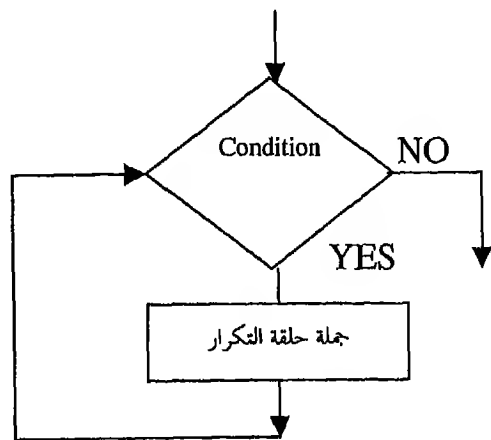 Condition
NO
YES
جملة حلقة التكرار